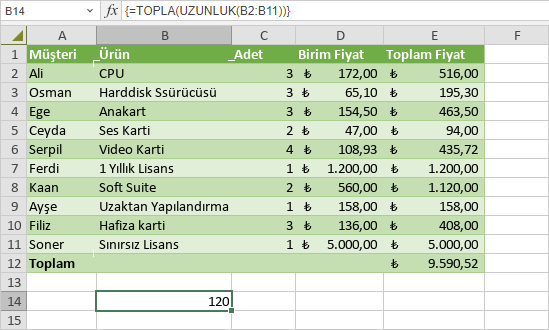 B14 fx {=TOPLA(UZUNLUK(B2:B11))}
A B C D E F
1 Müşteri Ürün Adet Birim Fiyat Toplam Fiyat
2 Ali CPU 3 ₺ 172,00 ₺ 516,00
3 Osman Harddisk Ssürücüsü 3 ₺ 65,10 ₺ 195,30
4 Ege Anakart 3 ₺ 154,50 ₺ 463,50
5 Ceyda Ses Karti 2 ₺ 47,00 ₺ 94,00
6 Serpil Video Karti 4 ₺ 108,93 ₺ 435,72
7 Ferdi 1 Yıllık Lisans 1 ₺ 1.200,00 ₺ 1.200,00
8 Kaan Soft Suite 2 ₺ 560,00 ₺ 1.120,00
9 Ayşe Uzaktan Yapılandırma 1 ₺ 158,00 ₺ 158,00
10 Filiz Hafiza karti 3 ₺ 136,00 ₺ 408,00
11 Soner Sınırsız Lisans 1 ₺ 5.000,00 ₺ 5.000,00
12 Toplam ₺ 9.590,52
13
14 120
15